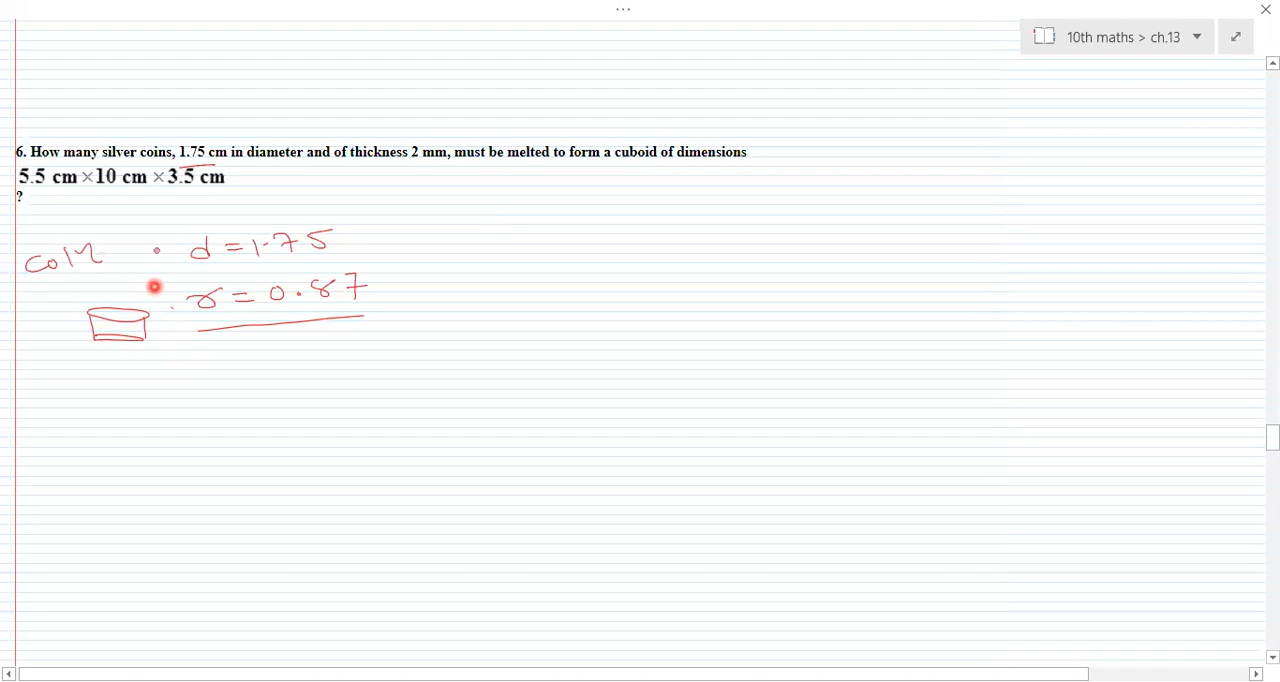 ...
10th maths > ch.13
6. How many silver coins, 1.75 cm in diameter and of thickness 2 mm, must be melted to form a cuboid of dimensions
5.5 cm ×10 cm ×3.5 cm
?
coin d = 1.75
r = 0.87